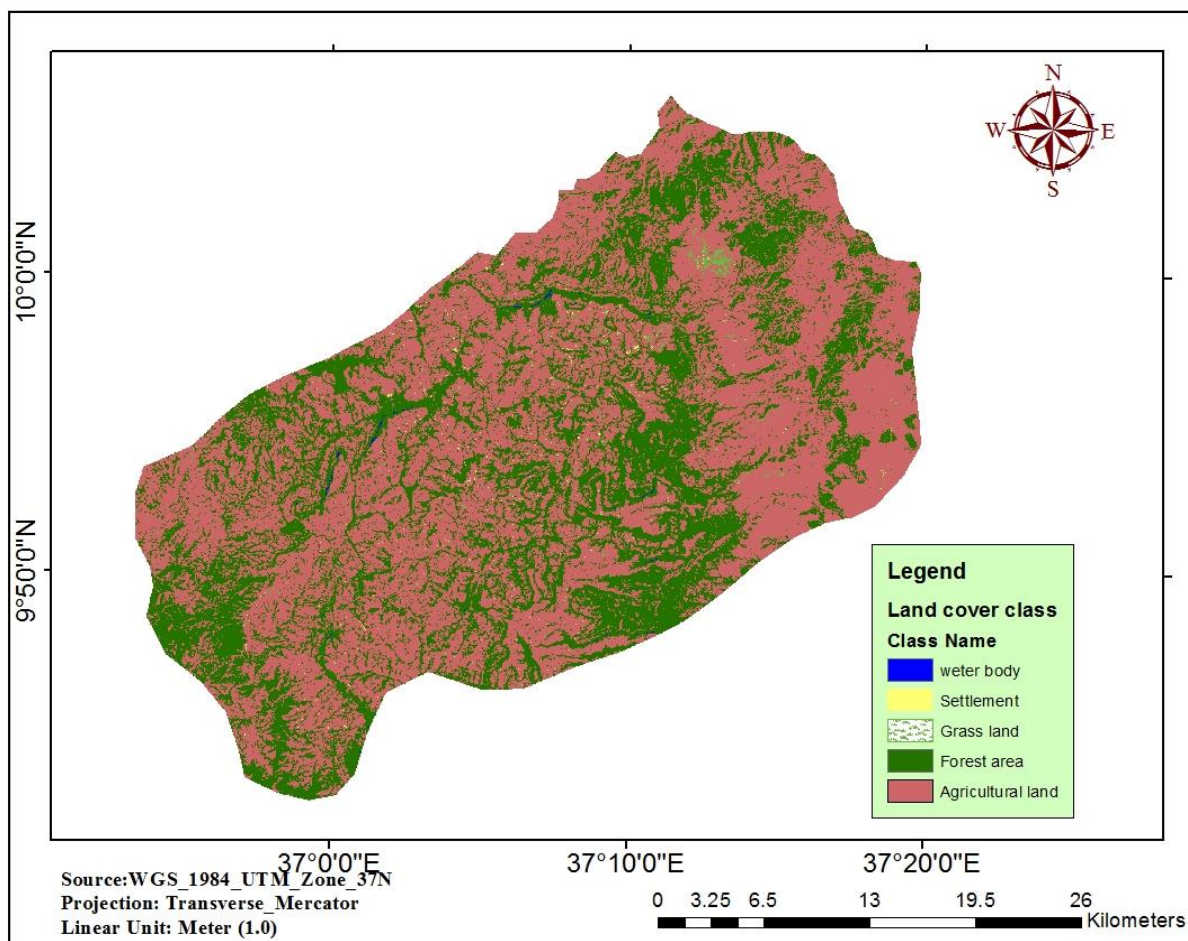 N
W E
S
10°0'0"N
9°50'0"N
Legend
Land cover class
Class Name
weter body
Settlement
Grass land
Forest area
Agricultural land
37°0'0"E 37°10'0"E 37°20'0"E
Source:WGS_1984_UTM_Zone_37N
Projection: Transverse_Mercator
Linear Unit: Meter (1.0)
0 3.25 6.5 13 19.5 26
Kilometers